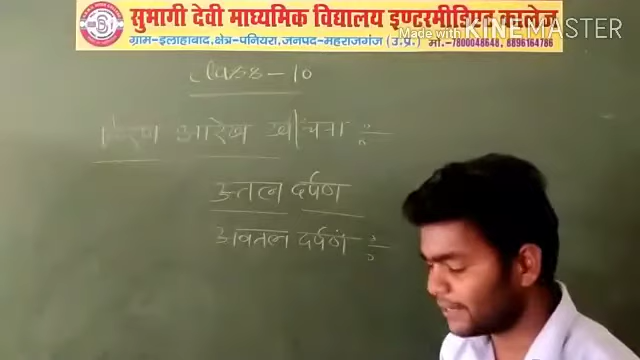 सुभागी देवी माध्यमिक विद्यालय इण्टरमीडिएट
ग्राम-इलाहाबाद,क्षेत्र-पनियरा,जनपद-महराजगंज (उ.प्र.) मो.-7800048648, 8896164786
Made with KINEMASTER
class - 10
किरण आरेख खींचना :-
उत्तल दर्पण
अवतल दर्पण :-